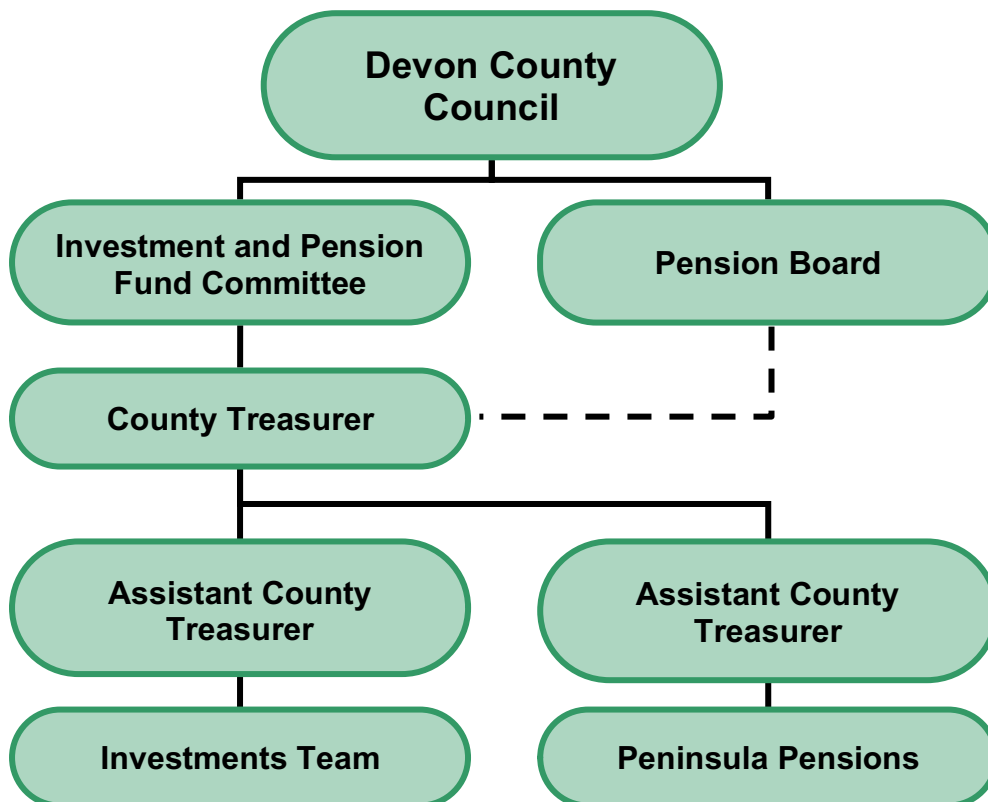 Devon County
Council
Investment and Pension
Fund Committee
Pension Board
County Treasurer
Assistant County
Treasurer
Assistant County
Treasurer
Investments Team
Peninsula Pensions